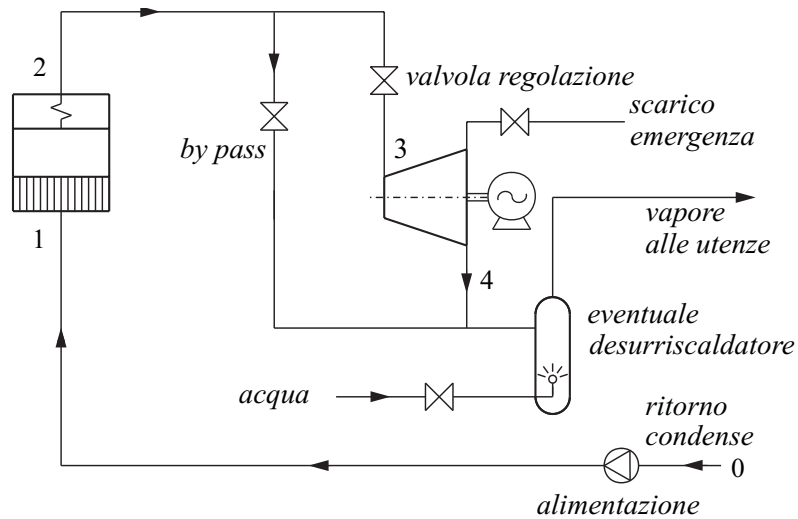 2
valvola regolazione
scarico
emergenza
by pass
3
1
vapore
alle utenze
4
eventuale
desurriscaldatore
acqua
ritorno
condense
0
alimentazione